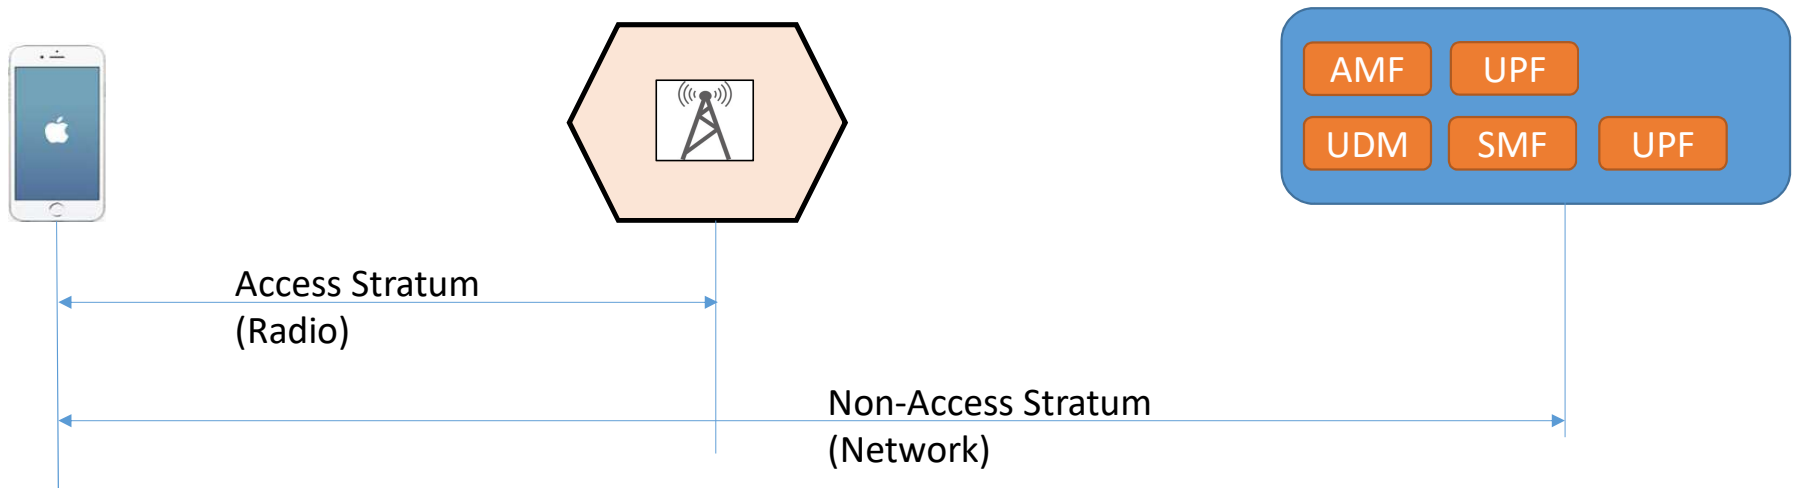 AMF UPF
UDM SMF UPF
Access Stratum
(Radio)
Non-Access Stratum
(Network)